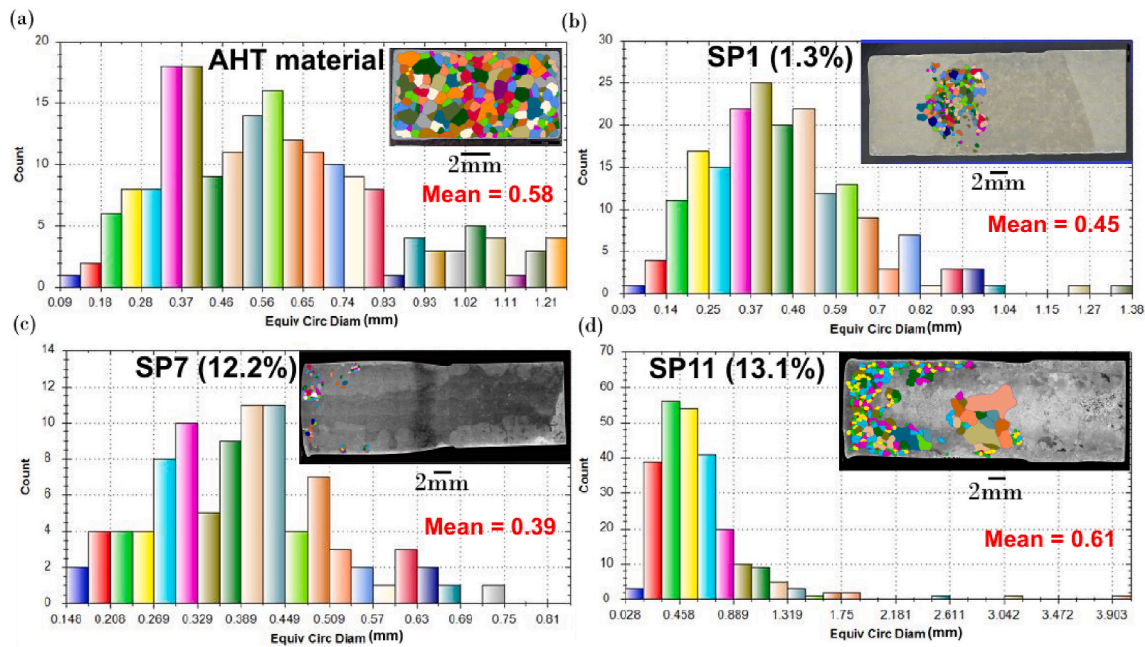 (a)
AHT material
20
15
10
5
0
Count
0.09 0.18 0.28 0.37 0.46 0.56 0.65 0.74 0.83 0.93 1.02 1.11 1.21
Equiv Circ Diam (mm)
2mm
Mean = 0.58
(b)
SP1 (1.3%)
30
25
20
15
10
5
0
Count
0.03 0.14 0.25 0.37 0.48 0.59 0.7 0.82 0.93 1.04 1.15 1.27 1.38
Equiv Circ Diam (mm)
2mm
Mean = 0.45
(c)
SP7 (12.2%)
14
12
10
8
6
4
2
0
Count
0.148 0.208 0.269 0.329 0.389 0.449 0.509 0.57 0.63 0.69 0.75 0.81
Equiv Circ Diam (mm)
2mm
Mean = 0.39
(d)
SP11 (13.1%)
70
60
50
40
30
20
10
0
Count
0.028 0.458 0.889 1.319 1.75 2.181 2.611 3.042 3.472 3.903
Equiv Circ Diam (mm)
2mm
Mean = 0.61